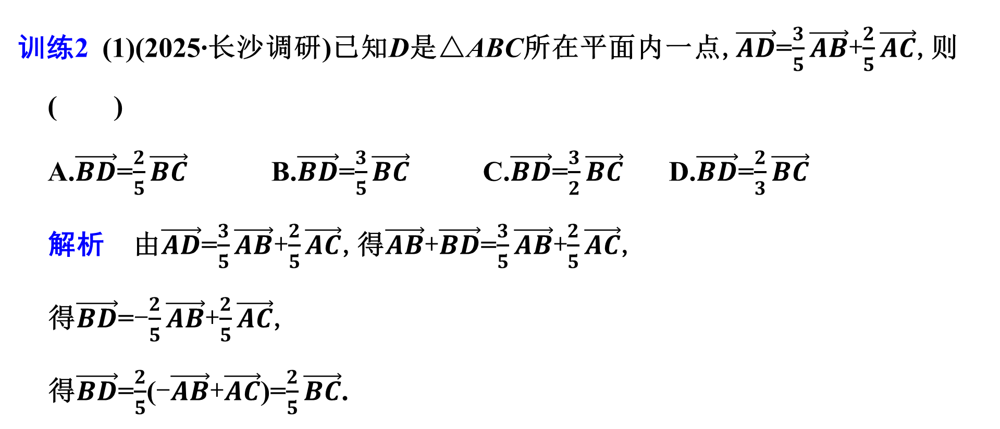 训练2 (1)(2025·长沙调研)已知D是△ABC所在平面内一点, $\overrightarrow{AD}=\frac{3}{5}\overrightarrow{AB}+\frac{2}{5}\overrightarrow{AC}$, 则
(  )
A.$\overrightarrow{BD}=\frac{2}{5}\overrightarrow{BC}$ B.$\overrightarrow{BD}=\frac{3}{5}\overrightarrow{BC}$ C.$\overrightarrow{BD}=\frac{3}{2}\overrightarrow{BC}$ D.$\overrightarrow{BD}=\frac{2}{3}\overrightarrow{BC}$
解析 由$\overrightarrow{AD}=\frac{3}{5}\overrightarrow{AB}+\frac{2}{5}\overrightarrow{AC}$, 得$\overrightarrow{AB}+\overrightarrow{BD}=\frac{3}{5}\overrightarrow{AB}+\frac{2}{5}\overrightarrow{AC}$,
得$\overrightarrow{BD}=-\frac{2}{5}\overrightarrow{AB}+\frac{2}{5}\overrightarrow{AC}$,
得$\overrightarrow{BD}=\frac{2}{5}(-\overrightarrow{AB}+\overrightarrow{AC})=\frac{2}{5}\overrightarrow{BC}$.